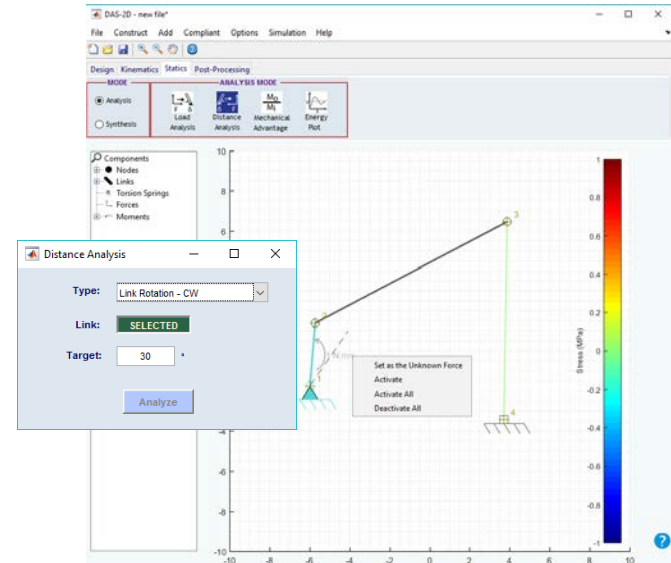 DAS-2D - new file*
File Construct Add Compliant Options Simulation Help
Design Kinematics Statics Post-Processing
MODE
Analysis
Synthesis
ANALYSIS MODE
F δ
Load Analysis
F δ
Distance Analysis
Mo
Mi
Mechanical Advantage
Energy Plot
Components
Nodes
Links
Torsion Springs
Forces
Moments
Distance Analysis
Type: Link Rotation - CW
Link: SELECTED
Target: 30 °
Analyze
Set as the Unknown Force
Activate
Activate All
Deactivate All
10
8
6
-4
-6
-8
-10
-10 -8 -6 -4 -2 0 2 4 6 8 10
1
2
3
4
1
0.8
0.6
0.4
0.2
0
-0.2
-0.4
-0.6
-0.8
-1
Stress (MPa)
?